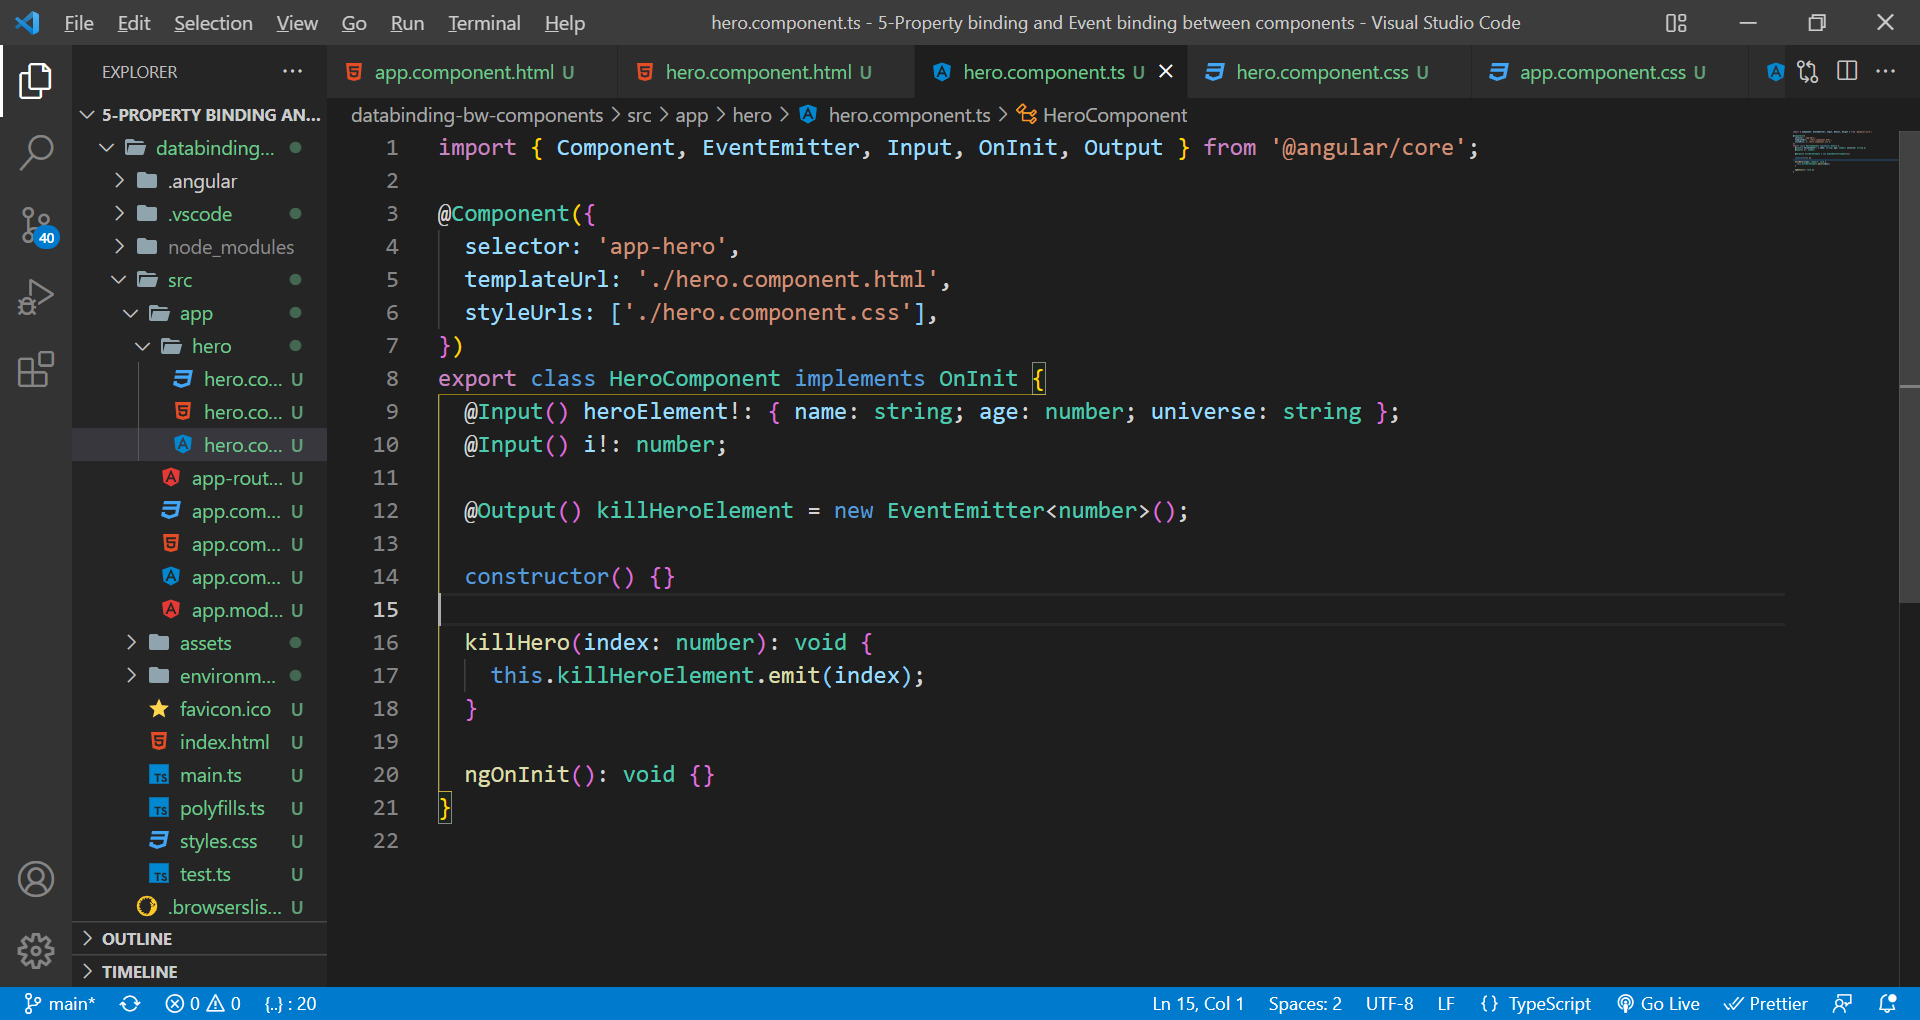 File Edit Selection View Go Run Terminal Help hero.component.ts - 5-Property binding and Event binding between components - Visual Studio Code
EXPLORER
app.component.html U hero.component.html U hero.component.ts U hero.component.css U app.component.css U
databinding-bw-components > src > app > hero > hero.component.ts > HeroComponent
5-PROPERTY BINDING AN...
databinding...
.angular
.vscode
node_modules
src
app
hero
hero.co... U
hero.co... U
hero.co... U
app-rout... U
app.com... U
app.com... U
app.com... U
app.mod... U
assets
environm...
favicon.ico U
index.html U
main.ts U
polyfills.ts U
styles.css U
test.ts U
.browserslis... U
OUTLINE
TIMELINE
40
1 import { Component, EventEmitter, Input, OnInit, Output } from '@angular/core';
2
3 @Component({
4 selector: 'app-hero',
5 templateUrl: './hero.component.html',
6 styleUrls: ['./hero.component.css'],
7 })
8 export class HeroComponent implements OnInit {
9 @Input() heroElement!: { name: string; age: number; universe: string };
10 @Input() i!: number;
11
12 @Output() killHeroElement = new EventEmitter<number>();
13
14 constructor() {}
15
16 killHero(index: number): void {
17 this.killHeroElement.emit(index);
18 }
19
20 ngOnInit(): void {}
21 }
22
main* 0 0 {..} : 20 Ln 15, Col 1 Spaces: 2 UTF-8 LF {} TypeScript Go Live Prettier